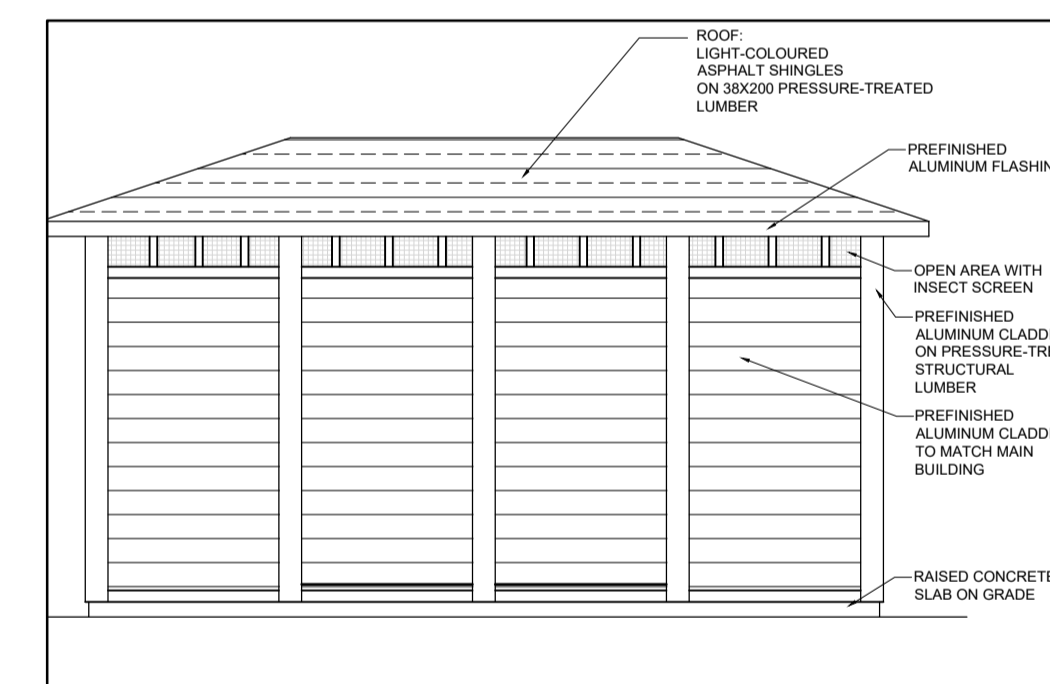 ROOF:
LIGHT-COLOURED
ASPHALT SHINGLES
ON 38X200 PRESSURE-TREATED
LUMBER
PREFINISHED
ALUMINUM FLASHIN
OPEN AREA WITH
INSECT SCREEN
PREFINISHED
ALUMINUM CLADD
ON PRESSURE-TR
STRUCTURAL
LUMBER
PREFINISHED
ALUMINUM CLADD
TO MATCH MAIN
BUILDING
RAISED CONCRETE
SLAB ON GRADE